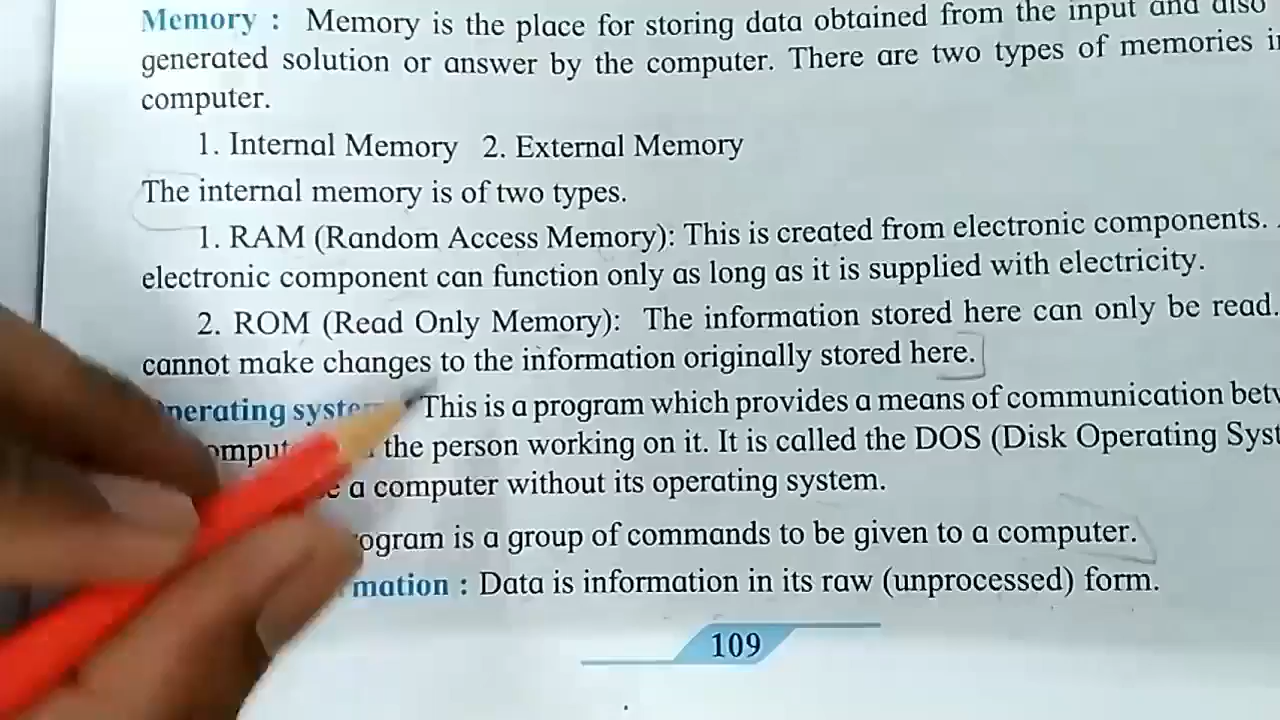 Memory : Memory is the place for storing data obtained from the input and also
generated solution or answer by the computer. There are two types of memories in
computer.
1. Internal Memory 2. External Memory
The internal memory is of two types.
1. RAM (Random Access Memory): This is created from electronic components.
electronic component can function only as long as it is supplied with electricity.
2. ROM (Read Only Memory): The information stored here can only be read.
cannot make changes to the information originally stored here.
This is a program which provides a means of communication
the person working on it. It is called the DOS (Disk Operating
a computer without its operating system.
is a group of commands to be given to a computer.
: Data is information in its raw (unprocessed) form.
109